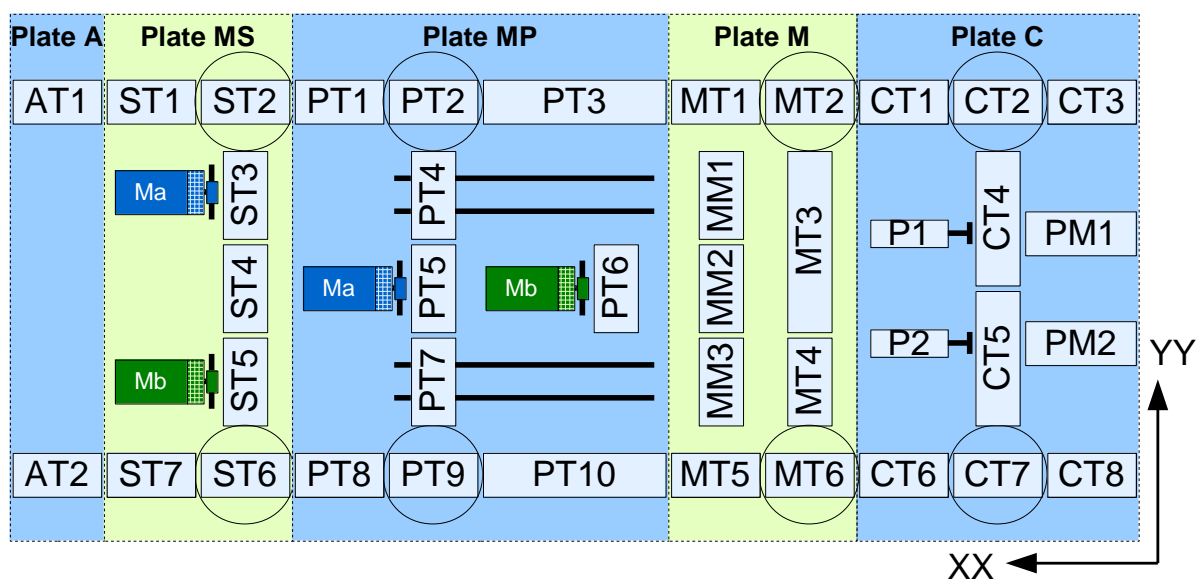 Plate A Plate MS Plate MP Plate M Plate C
AT1 ST1 ST2 PT1 PT2 PT3 MT1 MT2 CT1 CT2 CT3
Ma ST3 PT4 MM1 MT3 CT4 P1 PM1
ST4 Ma PT5 Mb PT6 MM2
Mb ST5 PT7 MM3 MT4 P2 CT5 PM2
YY
AT2 ST7 ST6 PT8 PT9 PT10 MT5 MT6 CT6 CT7 CT8
XX